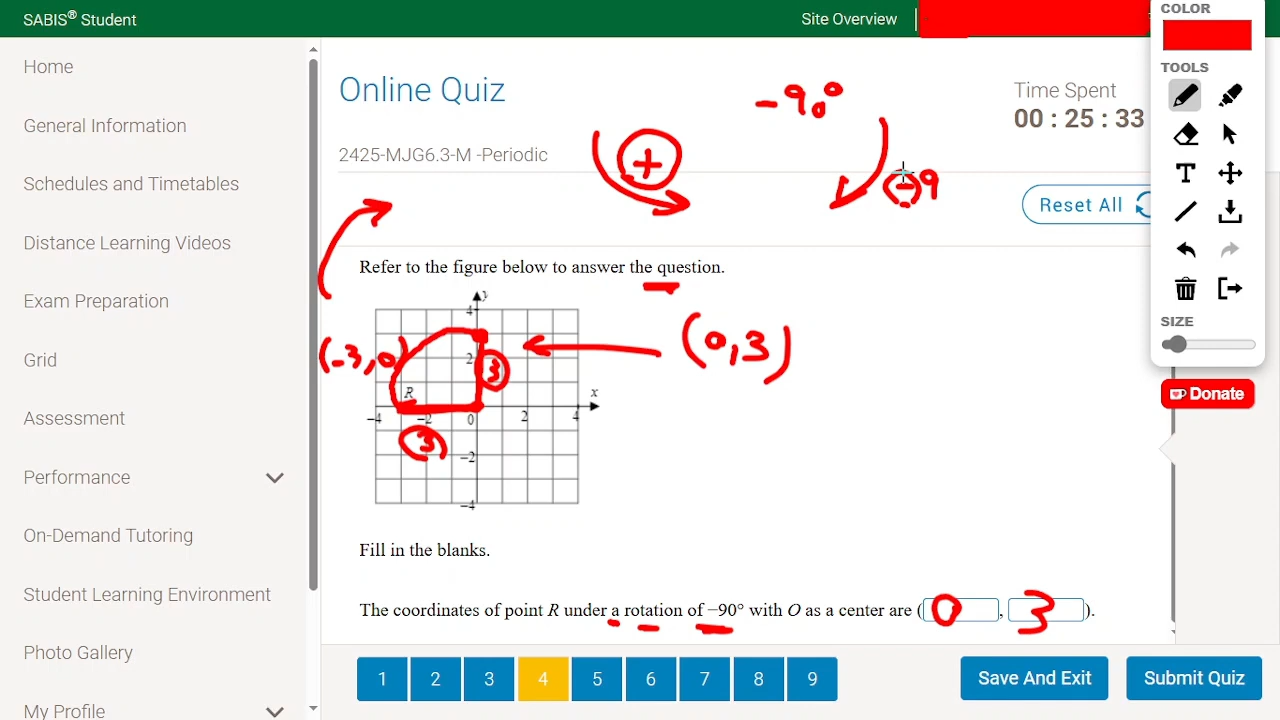 SABIS® Student
Site Overview
COLOR
TOOLS
SIZE
Donate
Home
General Information
Schedules and Timetables
Distance Learning Videos
Exam Preparation
Grid
Assessment
Performance
On-Demand Tutoring
Student Learning Environment
Photo Gallery
My Profile
Online Quiz
-90°
Time Spent
00 : 25 : 33
2425-MJG6.3-M -Periodic
+
-9
Reset All
Refer to the figure below to answer the question.
y
4
(-3,0)
2
3
(0,3)
R
x
-4
-2
0
2
4
3
-2
-4
Fill in the blanks.
The coordinates of point R under a rotation of −90° with O as a center are ( 0 , 3 ).
1 2 3 4 5 6 7 8 9
Save And Exit
Submit Quiz